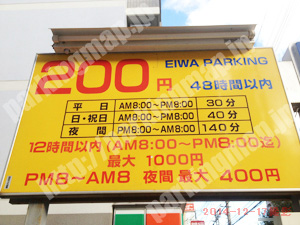 EIWA PARKING
200円 48時間以内
平日 AM8:00~PM8:00 30分
日・祝日 AM8:00~PM8:00 40分
夜間 PM8:00~AM8:00 140分
12時間以内(AM8:00~PM8:00迄)
最大 1000円
PM8~AM8 夜間 最大 400円